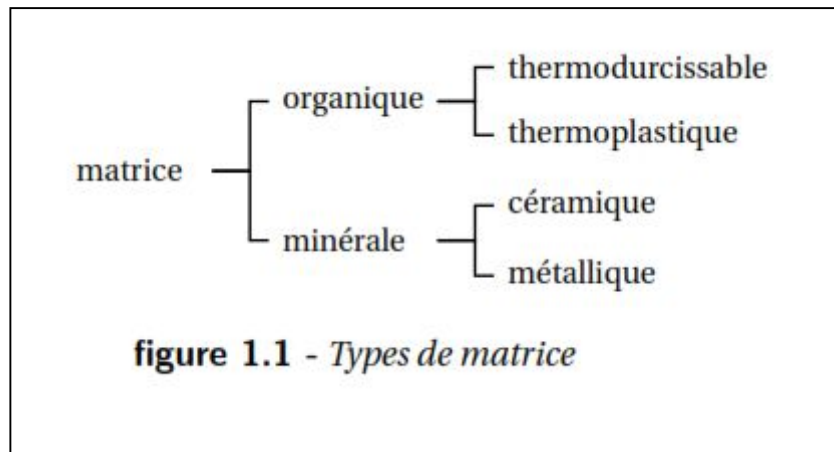 thermodurcissable
organique
thermoplastique
matrice
céramique
minérale
métallique
figure 1.1 - Types de matrice